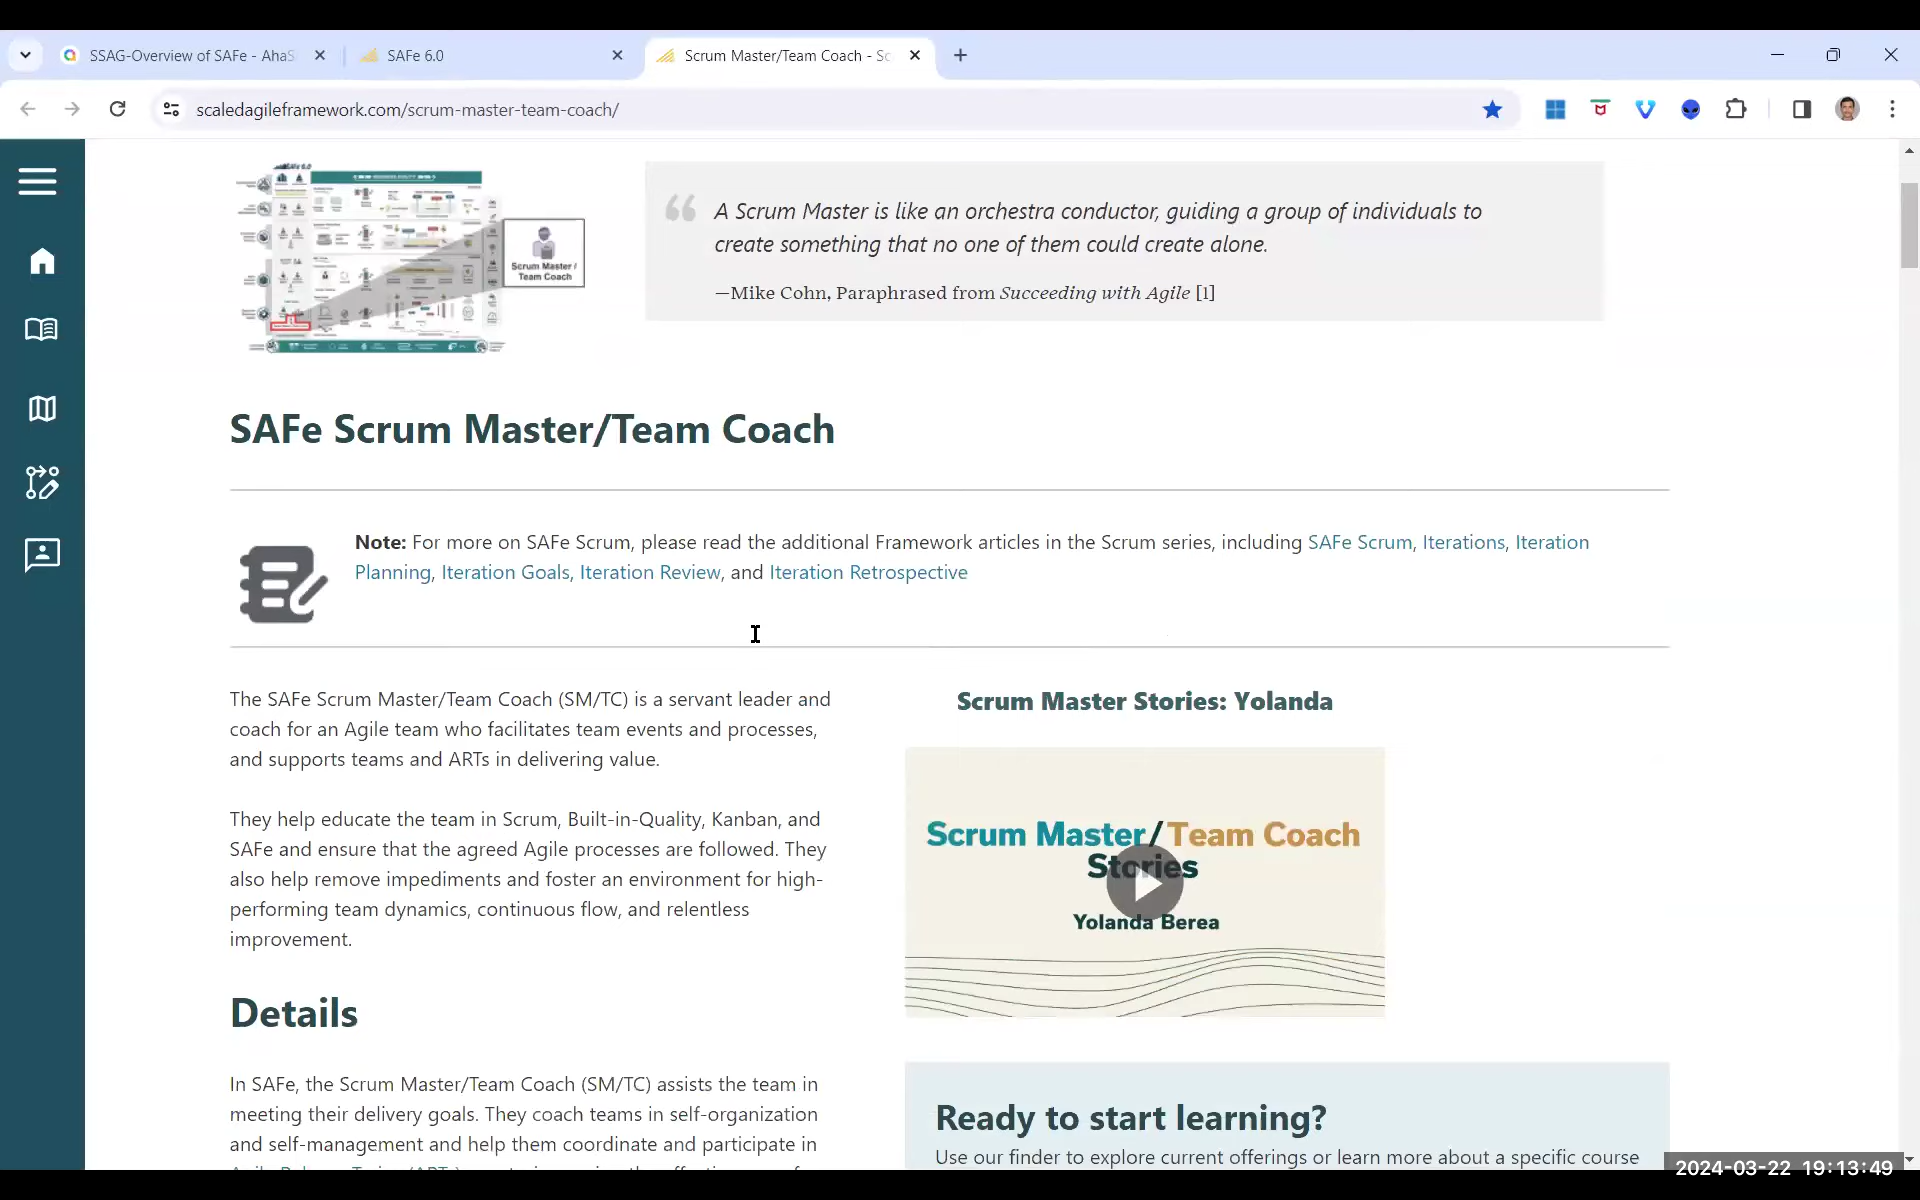 SSAG-Overview of SAFe - AhaS
SAFe 6.0
Scrum Master/Team Coach - Sc
scaledagileframework.com/scrum-master-team-coach/
Scrum Master /
Team Coach
A Scrum Master is like an orchestra conductor, guiding a group of individuals to
create something that no one of them could create alone.
—Mike Cohn, Paraphrased from Succeeding with Agile [1]
SAFe Scrum Master/Team Coach
Note: For more on SAFe Scrum, please read the additional Framework articles in the Scrum series, including SAFe Scrum, Iterations, Iteration
Planning, Iteration Goals, Iteration Review, and Iteration Retrospective
The SAFe Scrum Master/Team Coach (SM/TC) is a servant leader and
coach for an Agile team who facilitates team events and processes,
and supports teams and ARTs in delivering value.
They help educate the team in Scrum, Built-in-Quality, Kanban, and
SAFe and ensure that the agreed Agile processes are followed. They
also help remove impediments and foster an environment for high-
performing team dynamics, continuous flow, and relentless
improvement.
Details
In SAFe, the Scrum Master/Team Coach (SM/TC) assists the team in
meeting their delivery goals. They coach teams in self-organization
and self-management and help them coordinate and participate in
Scrum Master Stories: Yolanda
Scrum Master/Team Coach
Stories
Yolanda Berea
Ready to start learning?
Use our finder to explore current offerings or learn more about a specific course
2024-03-22 19:13:49